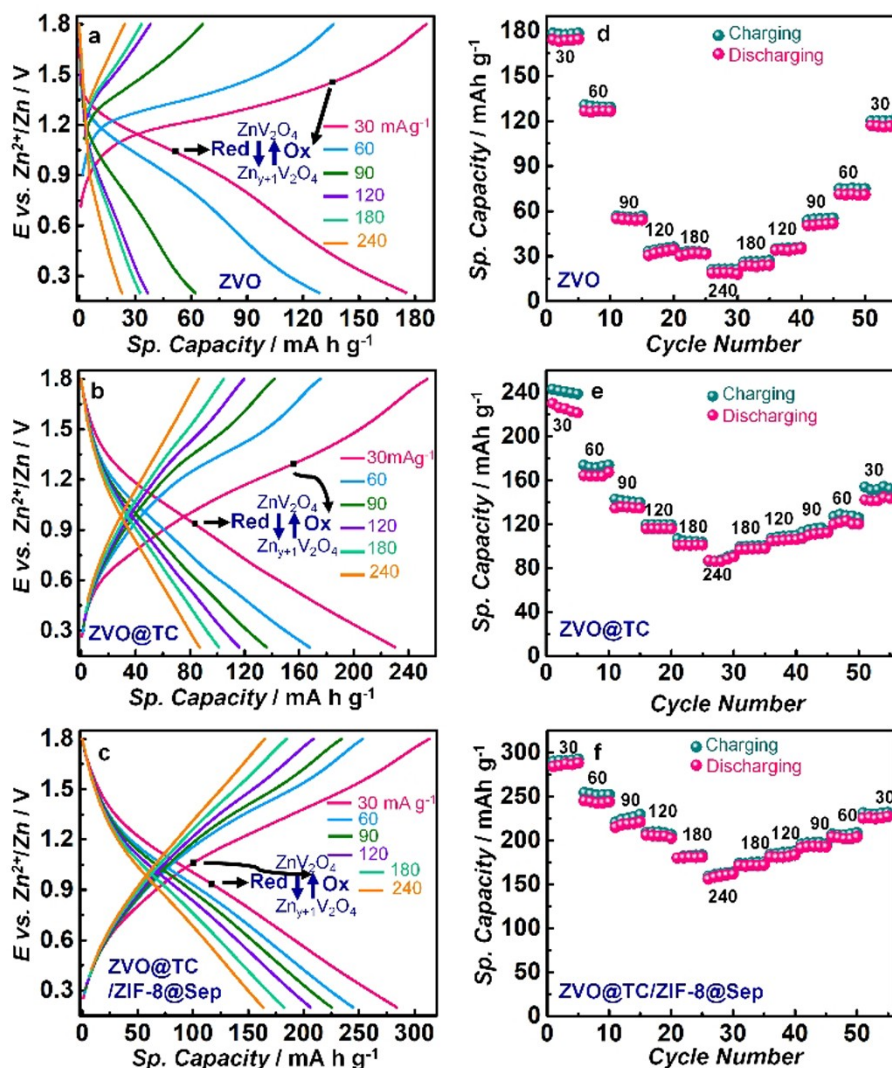 a
E vs. Zn²⁺/Zn / V
1.8
1.5
1.2
0.9
0.6
0.3
30 mAg⁻¹
60
90
120
180
240
ZnV₂O₄
Red Ox
Zn_y+1V₂O₄
ZVO
0 30 60 90 120 150 180
Sp. Capacity / mA h g⁻¹
d
Sp. Capacity / mAh g⁻¹
180
150
120
90
60
30
0
Charging
Discharging
30
60
90
120
180
240
180
120
90
60
30
ZVO
0 10 20 30 40 50
Cycle Number
b
E vs. Zn²⁺/Zn / V
1.8
1.5
1.2
0.9
0.6
0.3
30mAg⁻¹
60
90
120
180
240
ZnV₂O₄
Red Ox
Zn_y+1V₂O₄
ZVO@TC
0 40 80 120 160 200 240
Sp. Capacity / mA h g⁻¹
e
Sp. Capacity / mAh g⁻¹
240
200
160
120
80
40
0
Charging
Discharging
30
60
90
120
180
240
180
120
90
60
30
ZVO@TC
0 10 20 30 40 50
Cycle Number
c
E vs. Zn²⁺/Zn / V
1.8
1.5
1.2
0.9
0.6
0.3
30 mA g⁻¹
60
90
120
180
240
ZnV₂O₄
Red Ox
Zn_y+1V₂O₄
ZVO@TC
/ZIF-8@Sep
0 50 100 150 200 250 300
Sp. Capacity / mA h g⁻¹
f
Sp. Capacity / mAh g⁻¹
300
250
200
150
100
50
0
Charging
Discharging
30
60
90
120
180
240
180
120
90
60
30
ZVO@TC/ZIF-8@Sep
0 10 20 30 40 50
Cycle Number